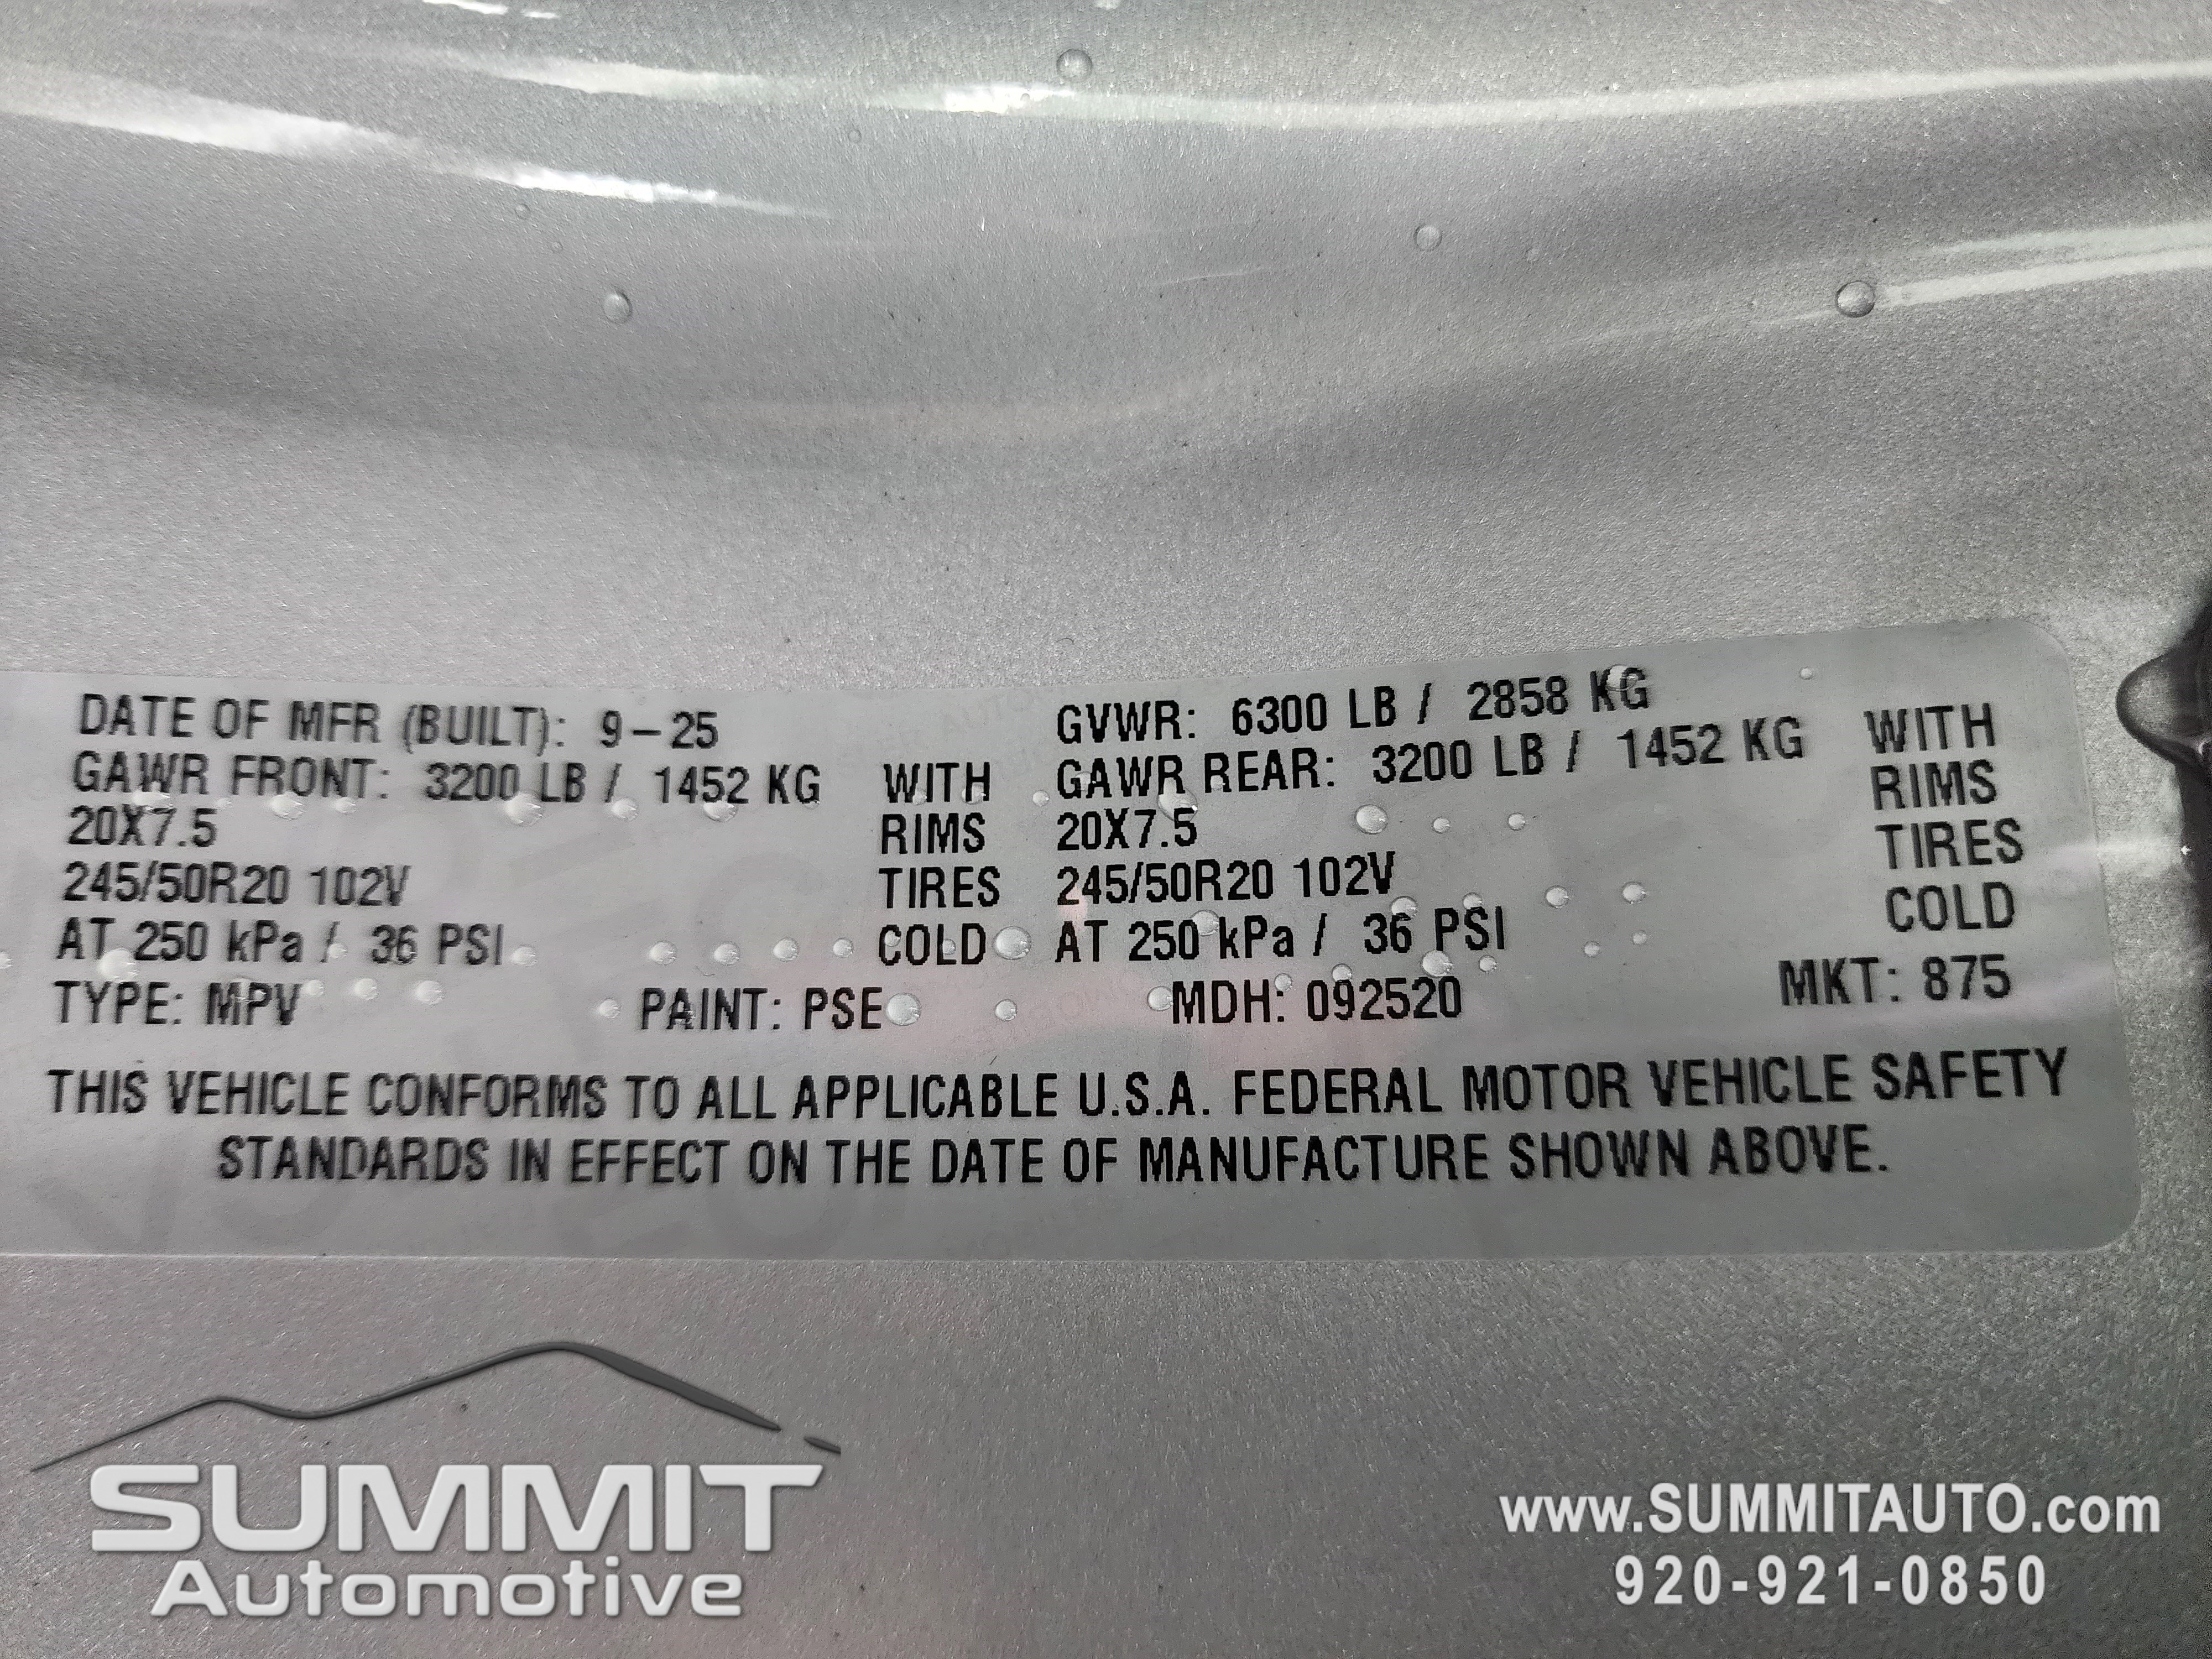 DATE OF MFR (BUILT): 9-25 GVWR: 6300 LB / 2858 KG
GAWR FRONT: 3200 LB / 1452 KG WITH GAWR REAR: 3200 LB / 1452 KG WITH
20X7.5 RIMS 20X7.5 RIMS
245/50R20 102V TIRES 245/50R20 102V TIRES
AT 250 kPa / 36 PSI COLD AT 250 kPa / 36 PSI COLD
TYPE: MPV PAINT: PSE MDH: 092520 MKT: 875
THIS VEHICLE CONFORMS TO ALL APPLICABLE U.S.A. FEDERAL MOTOR VEHICLE SAFETY
STANDARDS IN EFFECT ON THE DATE OF MANUFACTURE SHOWN ABOVE.
SUMMIT
Automotive
www.SUMMITAUTO.com
920-921-0850